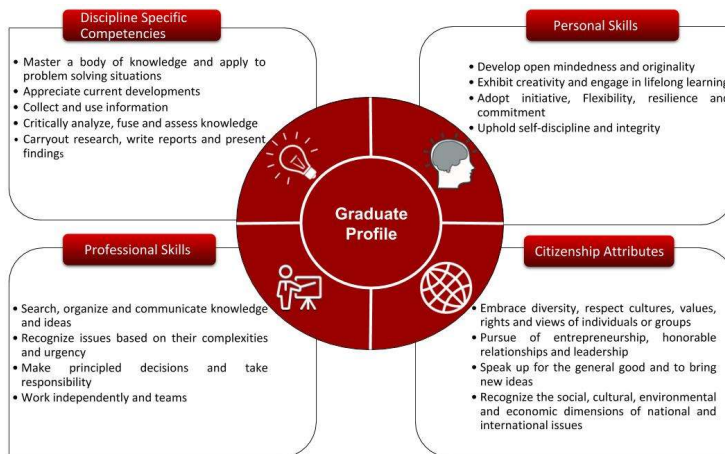 Discipline Specific
Competencies
• Master a body of knowledge and apply to
problem solving situations
• Appreciate current developments
• Collect and use information
• Critically analyze, fuse and assess knowledge
• Carryout research, write reports and present
findings
Personal Skills
• Develop open mindedness and originality
• Exhibit creativity and engage in lifelong learning
• Adopt initiative, Flexibility, resilience and
commitment
• Uphold self-discipline and integrity
Graduate
Profile
Professional Skills
• Search, organize and communicate knowledge
and ideas
• Recognize issues based on their complexities
and urgency
• Make principled decisions and take
responsibility
• Work independently and teams
Citizenship Attributes
• Embrace diversity, respect cultures, values,
rights and views of individuals or groups
• Pursue of entrepreneurship, honorable
relationships and leadership
• Speak up for the general good and to bring
new ideas
• Recognize the social, cultural, environmental
and economic dimensions of national and
international issues